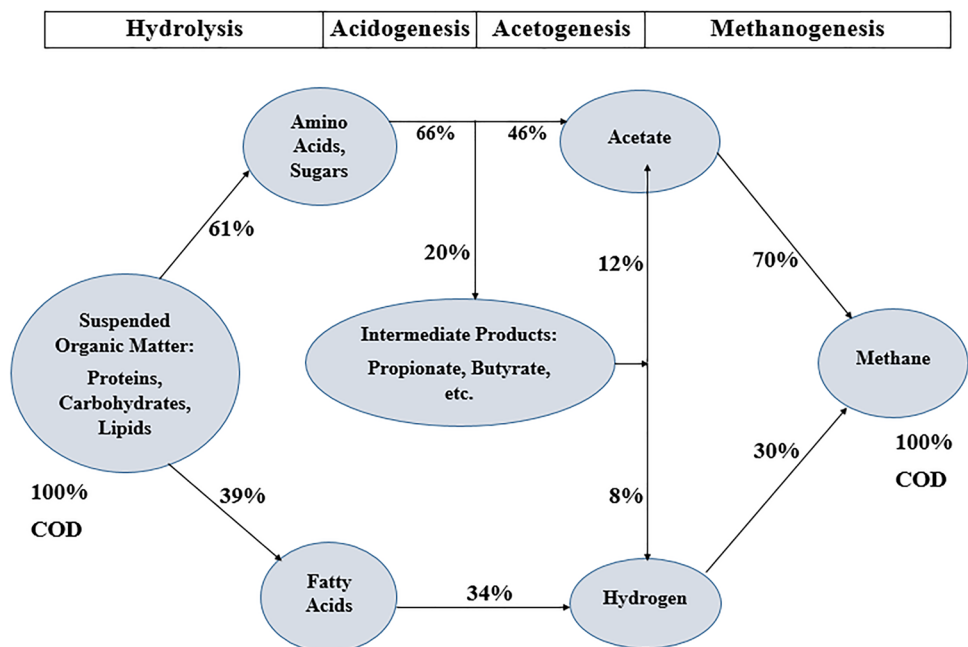 Hydrolysis
Acidogenesis
Acetogenesis
Methanogenesis
Amino
Acids,
Sugars
66%
46%
Acetate
61%
20%
12%
70%
Suspended
Organic Matter:
Proteins,
Carbohydrates,
Lipids
Intermediate Products:
Propionate, Butyrate,
etc.
Methane
100%
COD
39%
8%
30%
100%
COD
Fatty
Acids
34%
Hydrogen